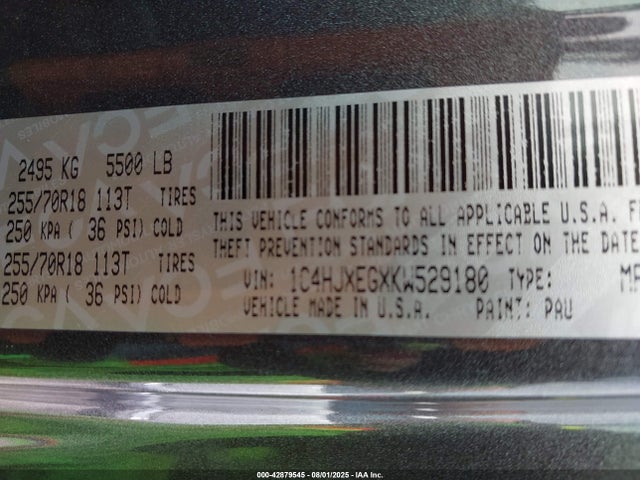 2495 KG 5500 LB
255/70R18 113T TIRES
250 KPA ( 36 PSI) COLD
255/70R18 113T TIRES
250 KPA ( 36 PSI) COLD
THIS VEHICLE CONFORMS TO ALL APPLICABLE U.S.A. F
THEFT PREVENTION STANDARDS IN EFFECT ON THE DATE
VIN: 1C4HJXEGXKW529180 TYPE: MP
VEHICLE MADE IN U.S.A. PAINT: PAU
000-42879545 - 08/01/2025 - IAA Inc.